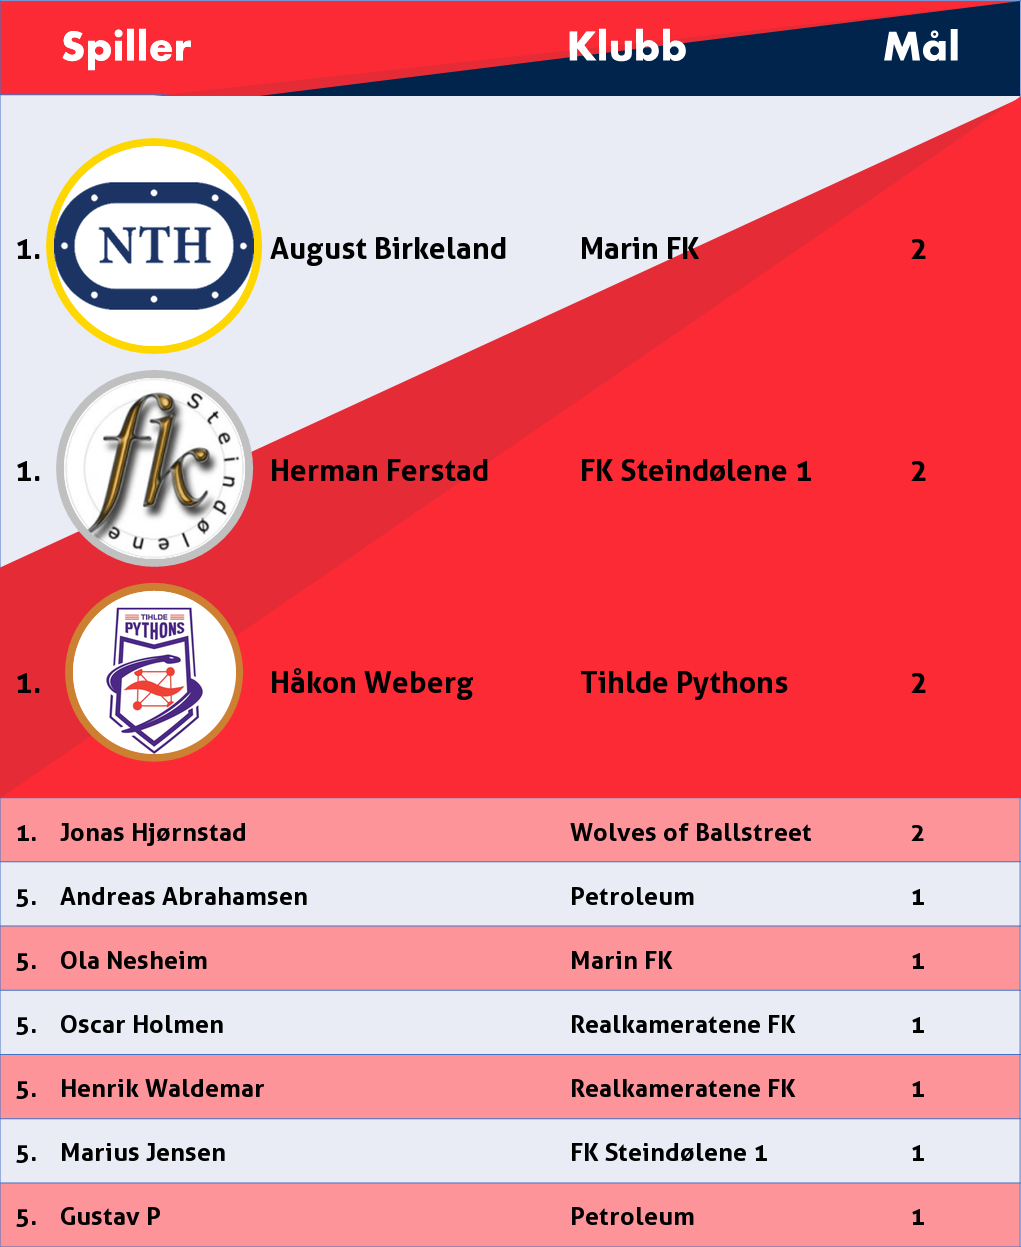 Spiller Klubb Mål
1. NTH August Birkeland Marin FK 2
1. fk Steindølene Herman Ferstad FK Steindølene 1 2
1. TIHLDE PYTHONS Håkon Weberg Tihlde Pythons 2
1. Jonas Hjørnstad Wolves of Ballstreet 2
5. Andreas Abrahamsen Petroleum 1
5. Ola Nesheim Marin FK 1
5. Oscar Holmen Realkameratene FK 1
5. Henrik Waldemar Realkameratene FK 1
5. Marius Jensen FK Steindølene 1 1
5. Gustav P Petroleum 1